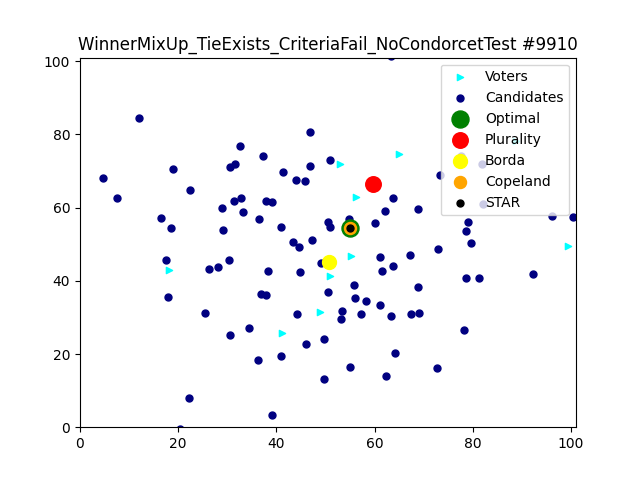 WinnerMixUp_TieExists_CriteriaFail_NoCondorcetTest #9910
100
80
60
40
20
0
0
20
40
60
80
100
Voters
Candidates
Optimal
Plurality
Borda
Copeland
STAR